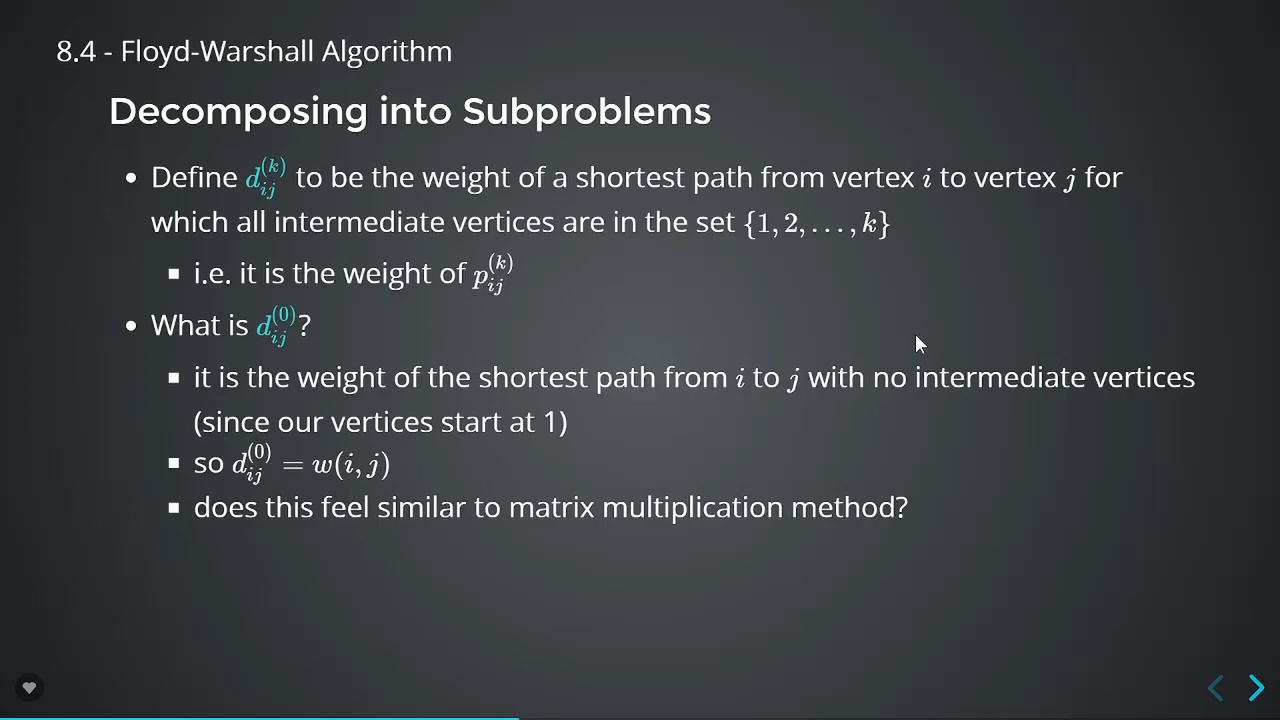 8.4 - Floyd-Warshall Algorithm
Decomposing into Subproblems
• Define $d_{ij}^{(k)}$ to be the weight of a shortest path from vertex $i$ to vertex $j$ for
which all intermediate vertices are in the set $\{1, 2, \ldots, k\}$
▪ i.e. it is the weight of $p_{ij}^{(k)}$
• What is $d_{ij}^{(0)}$?
▪ it is the weight of the shortest path from $i$ to $j$ with no intermediate vertices
(since our vertices start at 1)
▪ so $d_{ij}^{(0)} = w(i, j)$
▪ does this feel similar to matrix multiplication method?